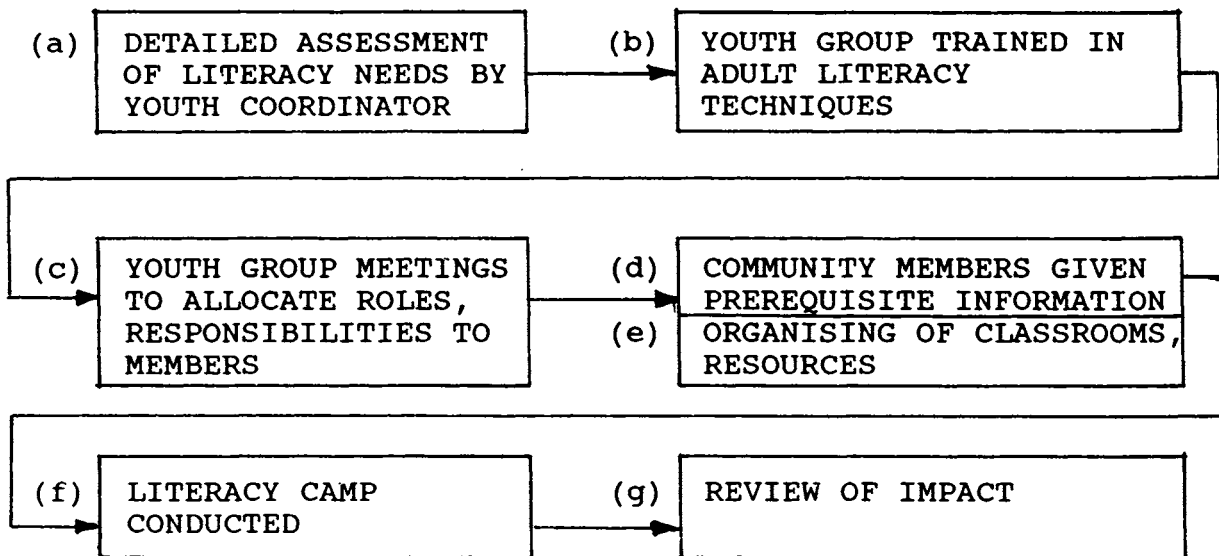 (a) DETAILED ASSESSMENT
OF LITERACY NEEDS BY
YOUTH COORDINATOR
(b) YOUTH GROUP TRAINED IN
ADULT LITERACY
TECHNIQUES
(c) YOUTH GROUP MEETINGS
TO ALLOCATE ROLES,
RESPONSIBILITIES TO
MEMBERS
(d) COMMUNITY MEMBERS GIVEN
PREREQUISITE INFORMATION
(e) ORGANISING OF CLASSROOMS,
RESOURCES
(f) LITERACY CAMP
CONDUCTED
(g) REVIEW OF IMPACT